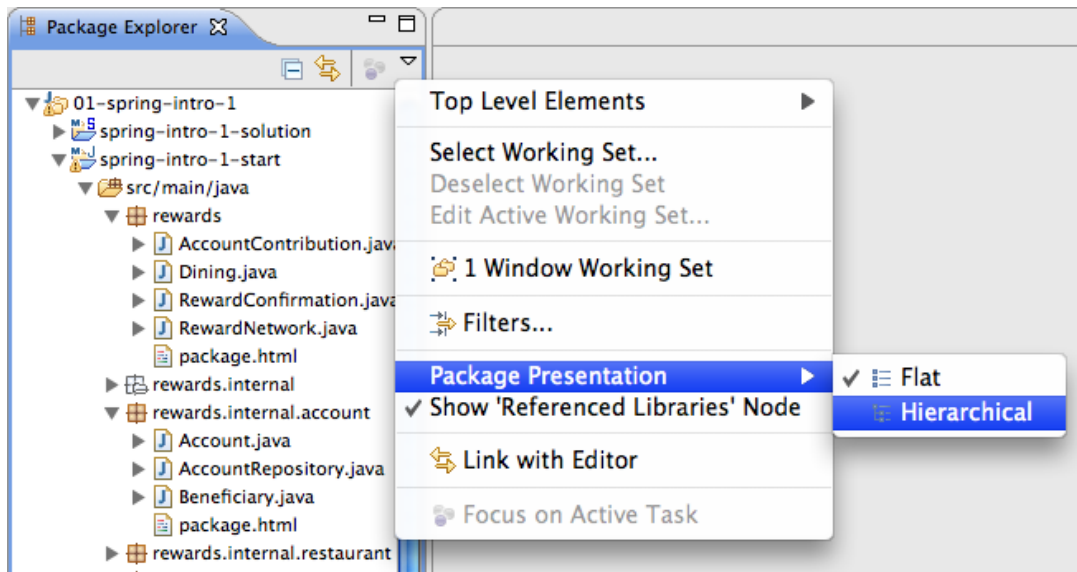 Package Explorer
01-spring-intro-1
spring-intro-1-solution
spring-intro-1-start
src/main/java
rewards
AccountContribution.java
Dining.java
RewardConfirmation.java
RewardNetwork.java
package.html
rewards.internal
rewards.internal.account
Account.java
AccountRepository.java
Beneficiary.java
package.html
rewards.internal.restaurant
Top Level Elements
Select Working Set...
Deselect Working Set
Edit Active Working Set...
1 Window Working Set
Filters...
Package Presentation
Show 'Referenced Libraries' Node
Link with Editor
Focus on Active Task
Flat
Hierarchical